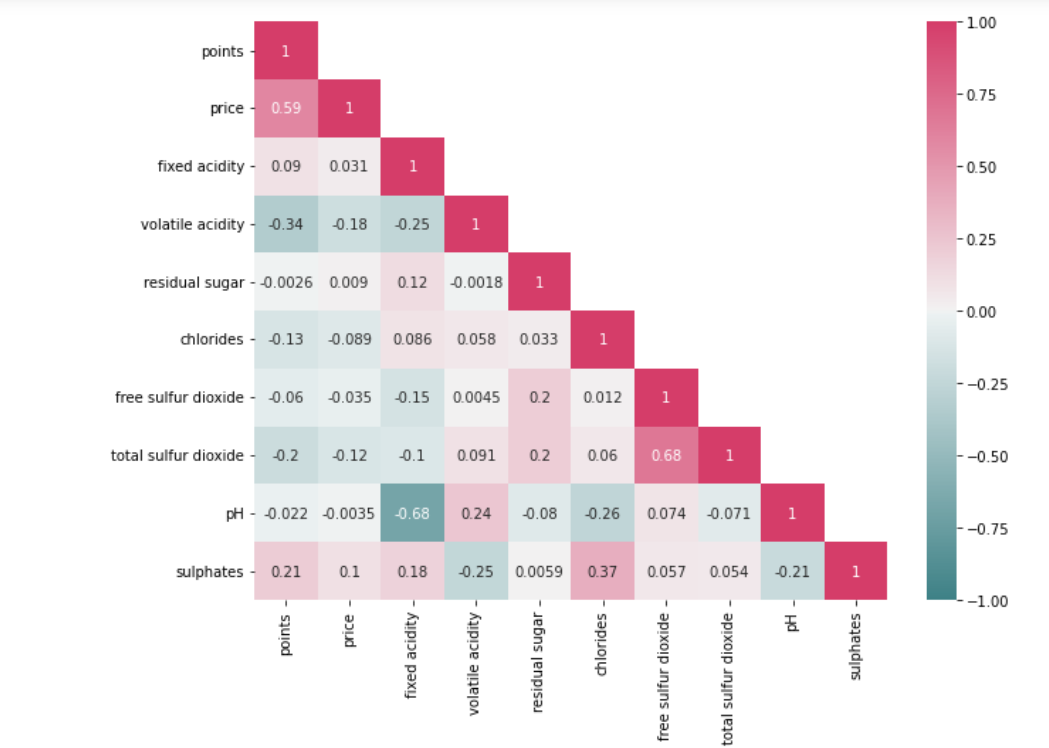 points 1 1.00
price 0.59 1 0.75
fixed acidity 0.09 0.031 1 0.50
volatile acidity -0.34 -0.18 -0.25 1 0.25
residual sugar -0.0026 0.009 0.12 -0.0018 1 0.00
chlorides -0.13 -0.089 0.086 0.058 0.033 1 −0.25
free sulfur dioxide -0.06 -0.035 -0.15 0.0045 0.2 0.012 1
total sulfur dioxide -0.2 -0.12 -0.1 0.091 0.2 0.06 0.68 1 −0.50
pH -0.022 -0.0035 -0.68 0.24 -0.08 -0.26 0.074 -0.071 1 −0.75
sulphates 0.21 0.1 0.18 -0.25 0.0059 0.37 0.057 0.054 -0.21 1 −1.00
points
price
fixed acidity
volatile acidity
residual sugar
chlorides
free sulfur dioxide
total sulfur dioxide
pH
sulphates